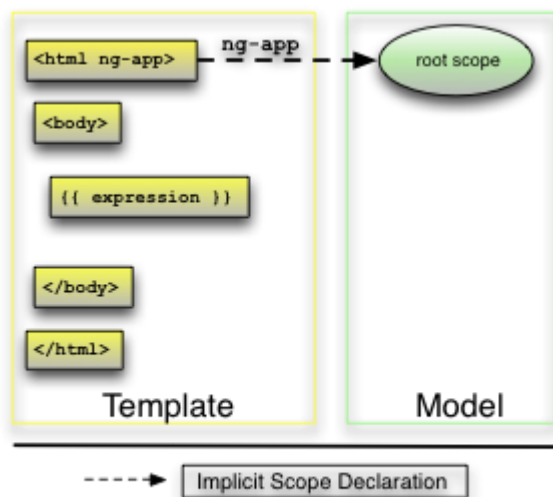 <html ng-app>
ng-app
root scope
<body>
{{ expression }}
</body>
</html>
Template
Model
Implicit Scope Declaration